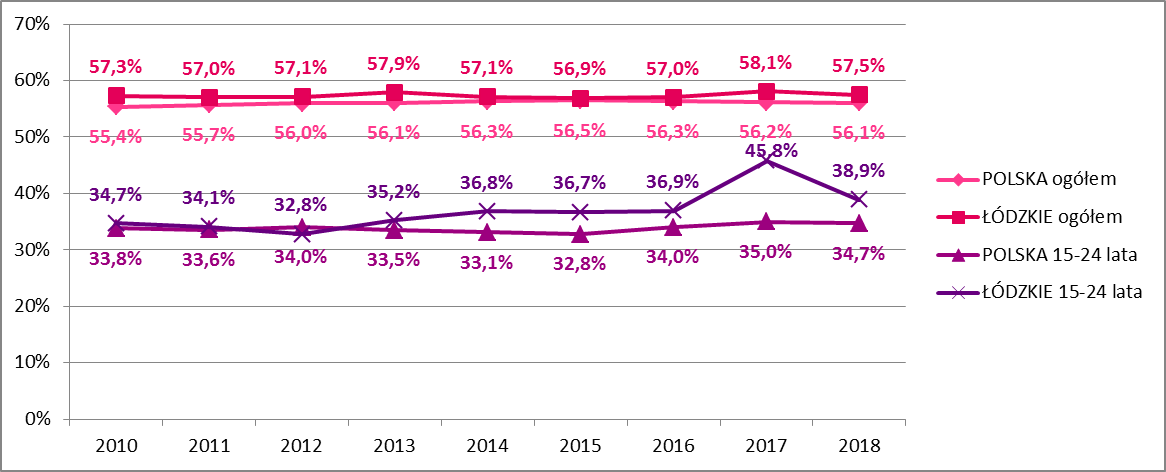 70%
60%
50%
40%
30%
20%
10%
0%
57,3% 57,0% 57,1% 57,9% 57,1% 56,9% 57,0% 58,1% 57,5%
55,4% 55,7% 56,0% 56,1% 56,3% 56,5% 56,3% 56,2% 56,1%
34,7% 34,1% 32,8% 35,2% 36,8% 36,7% 36,9% 45,8% 38,9%
33,8% 33,6% 34,0% 33,5% 33,1% 32,8% 34,0% 35,0% 34,7%
2010 2011 2012 2013 2014 2015 2016 2017 2018
POLSKA ogółem
ŁÓDZKIE ogółem
POLSKA 15-24 lata
ŁÓDZKIE 15-24 lata